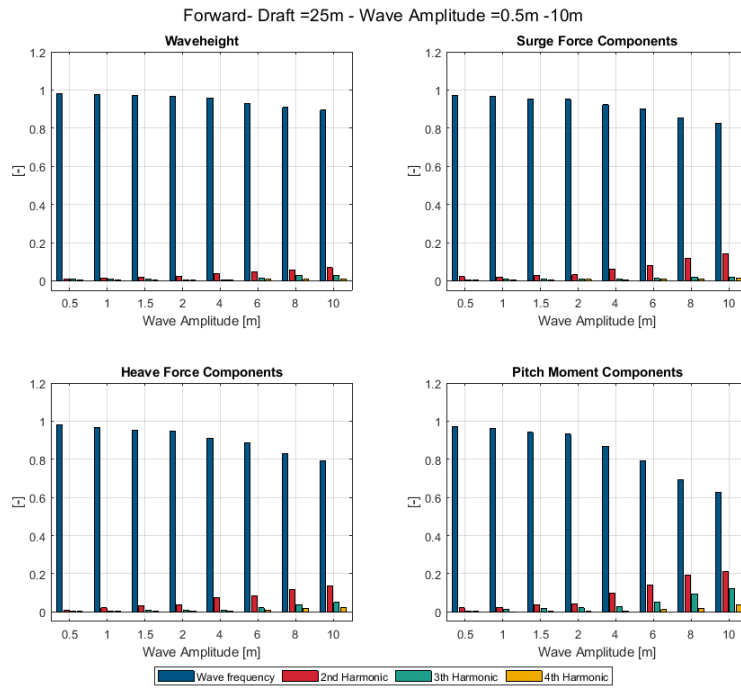 Forward- Draft =25m - Wave Amplitude =0.5m -10m
Waveheight
1.2
1
0.8
0.6
0.4
0.2
0
[-]
0.5 1 1.5 2 4 6 8 10
Wave Amplitude [m]
Surge Force Components
1.2
1
0.8
0.6
0.4
0.2
0
[-]
0.5 1 1.5 2 4 6 8 10
Wave Amplitude [m]
Heave Force Components
1.2
1
0.8
0.6
0.4
0.2
0
[-]
0.5 1 1.5 2 4 6 8 10
Wave Amplitude [m]
Pitch Moment Components
1.2
1
0.8
0.6
0.4
0.2
0
[-]
0.5 1 1.5 2 4 6 8 10
Wave Amplitude [m]
Wave frequency 2nd Harmonic 3th Harmonic 4th Harmonic